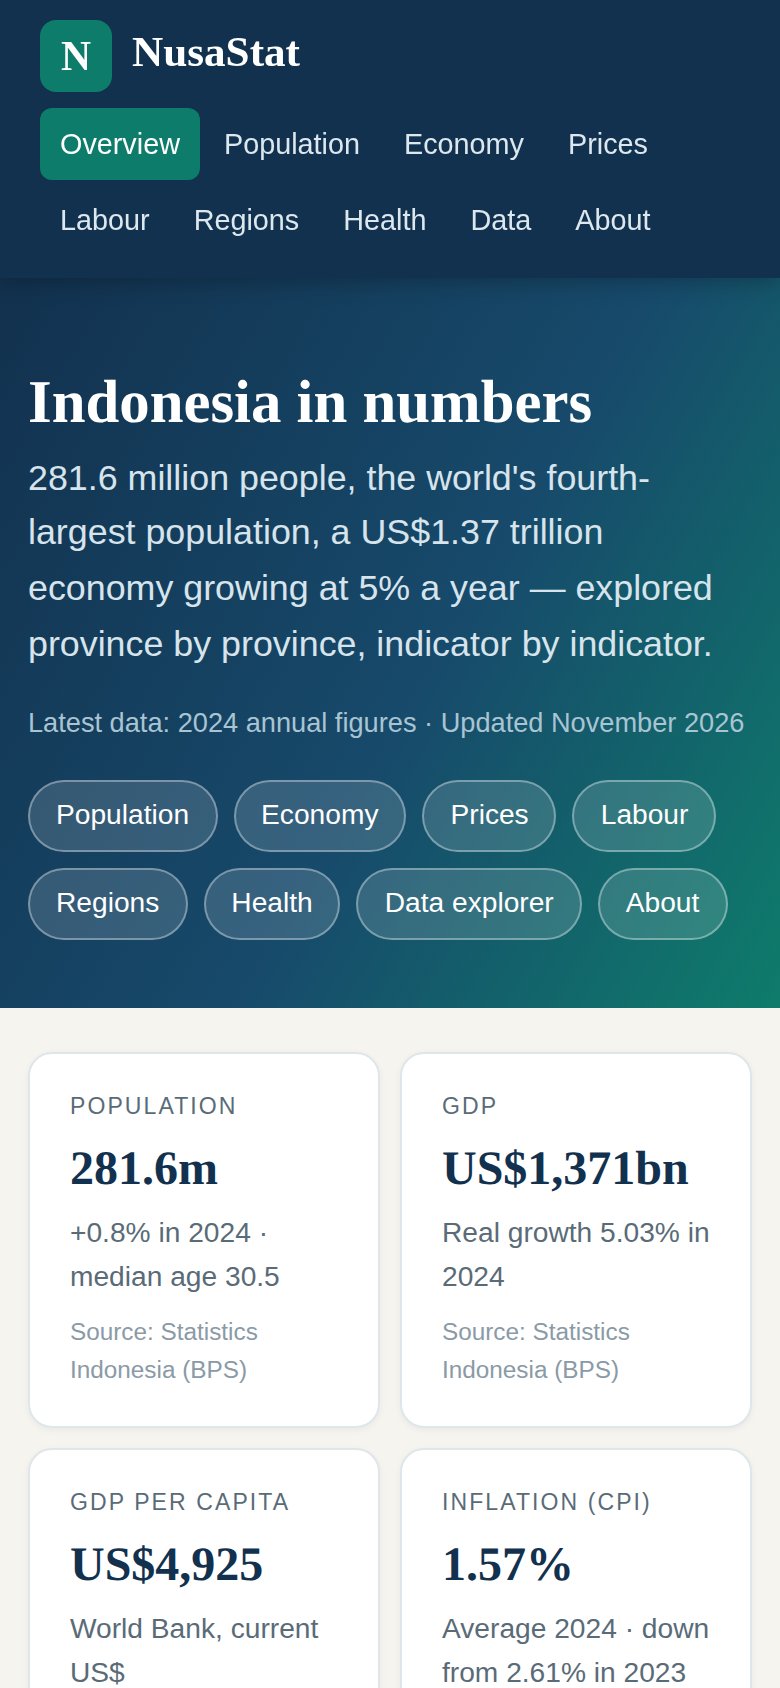 N NusaStat
Overview Population Economy Prices
Labour Regions Health Data About
Indonesia in numbers
281.6 million people, the world's fourth-
largest population, a US$1.37 trillion
economy growing at 5% a year — explored
province by province, indicator by indicator.
Latest data: 2024 annual figures · Updated November 2026
Population Economy Prices Labour
Regions Health Data explorer About
POPULATION
281.6m
+0.8% in 2024 ·
median age 30.5
Source: Statistics
Indonesia (BPS)
GDP
US$1,371bn
Real growth 5.03% in
2024
Source: Statistics
Indonesia (BPS)
GDP PER CAPITA
US$4,925
World Bank, current
US$
INFLATION (CPI)
1.57%
Average 2024 · down
from 2.61% in 2023